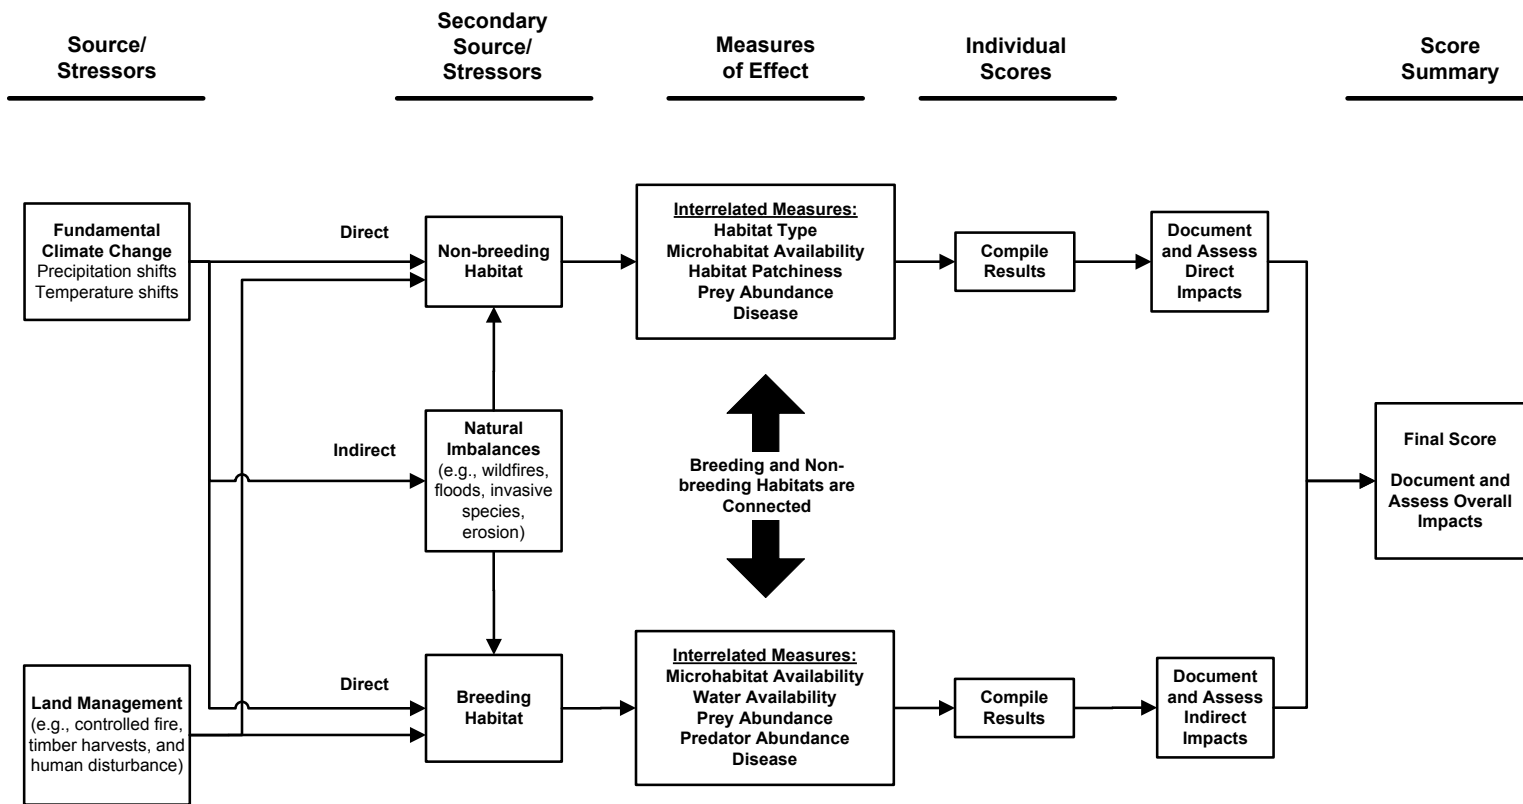 Source/
Stressors
Secondary
Source/
Stressors
Measures
of Effect
Individual
Scores
Score
Summary
Fundamental
Climate Change
Precipitation shifts
Temperature shifts
Direct
Non-breeding
Habitat
Interrelated Measures:
Habitat Type
Microhabitat Availability
Habitat Patchiness
Prey Abundance
Disease
Compile
Results
Document
and Assess
Direct
Impacts
Indirect
Natural
Imbalances
(e.g., wildfires,
floods, invasive
species,
erosion)
Breeding and Non-
breeding Habitats are
Connected
Final Score
Document and
Assess Overall
Impacts
Land Management
(e.g., controlled fire,
timber harvests, and
human disturbance)
Direct
Breeding
Habitat
Interrelated Measures:
Microhabitat Availability
Water Availability
Prey Abundance
Predator Abundance
Disease
Compile
Results
Document
and Assess
Indirect
Impacts